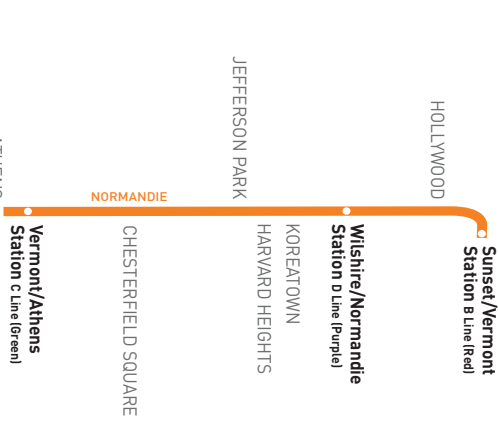 HOLLYWOOD
JEFFERSON PARK
NORMANDIE
Sunset/Vermont
Station B Line (Red)
Wilshire/Normandie
Station D Line (Purple)
KOREATOWN
HARVARD HEIGHTS
CHESTERFIELD SQUARE
Vermont/Athens
Station C Line (Green)